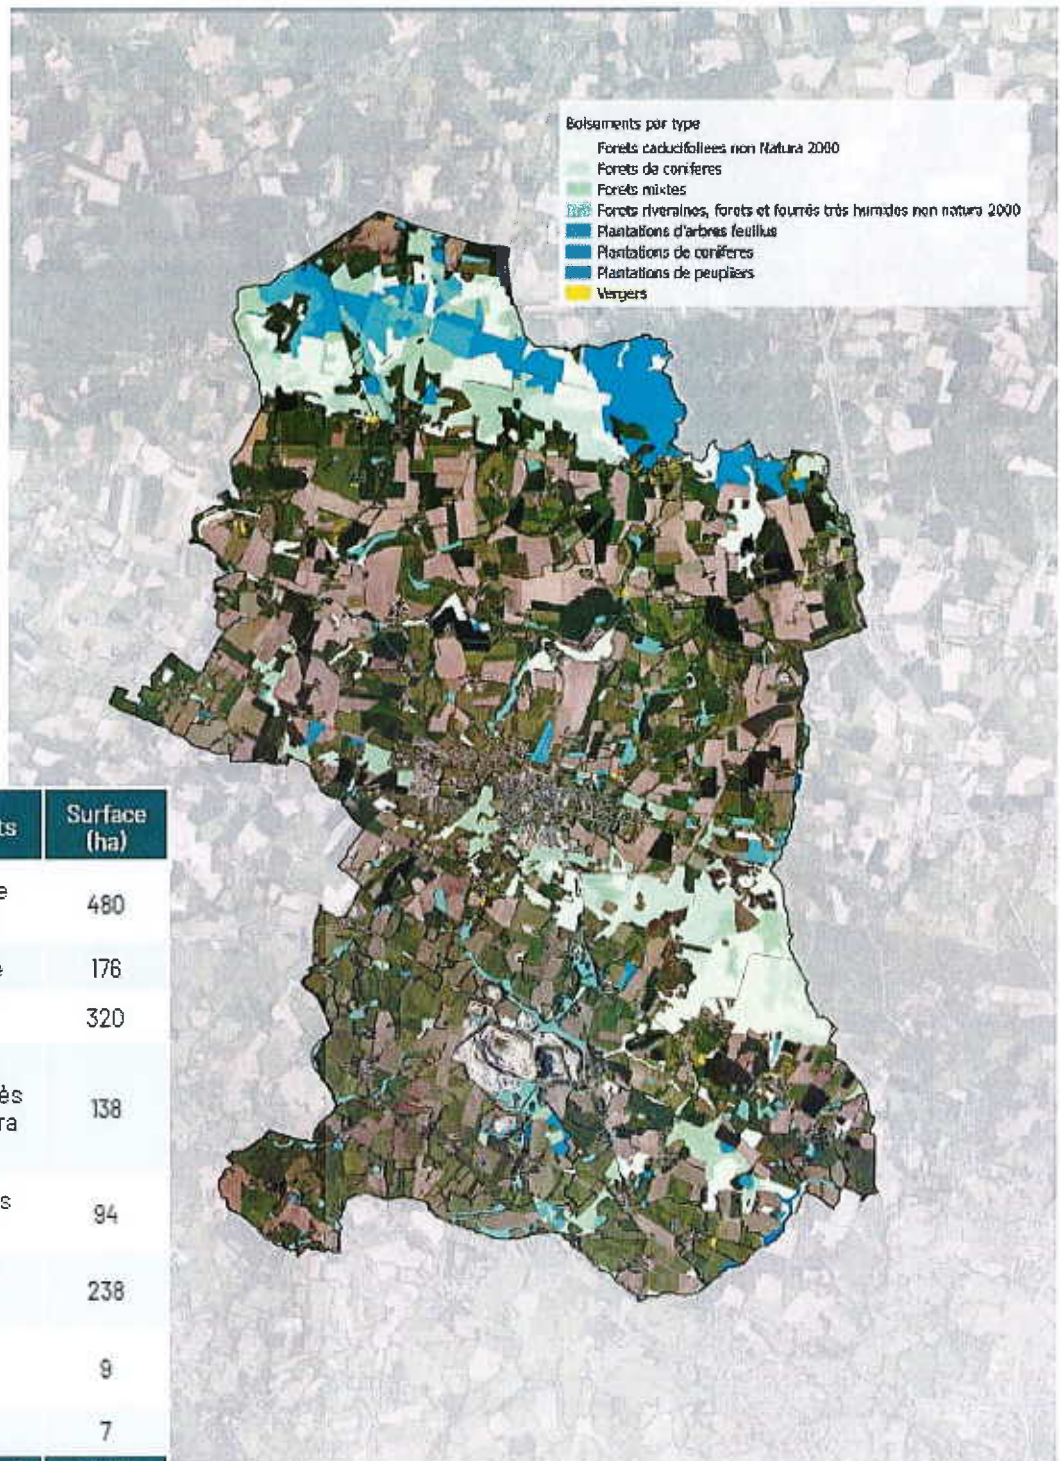 Boisements par type
Forets caducifoliees non Natura 2000
Forets de coniferes
Forets mixtes
Forets riveraines, forets et fourrés très humides non natura 2000
Plantations d'arbres feuillus
Plantations de coniferes
Plantations de peupliers
Vergers
ts
Surface
(ha)
e
480
e
176
320
ès
ra
138
s
94
238
9
7